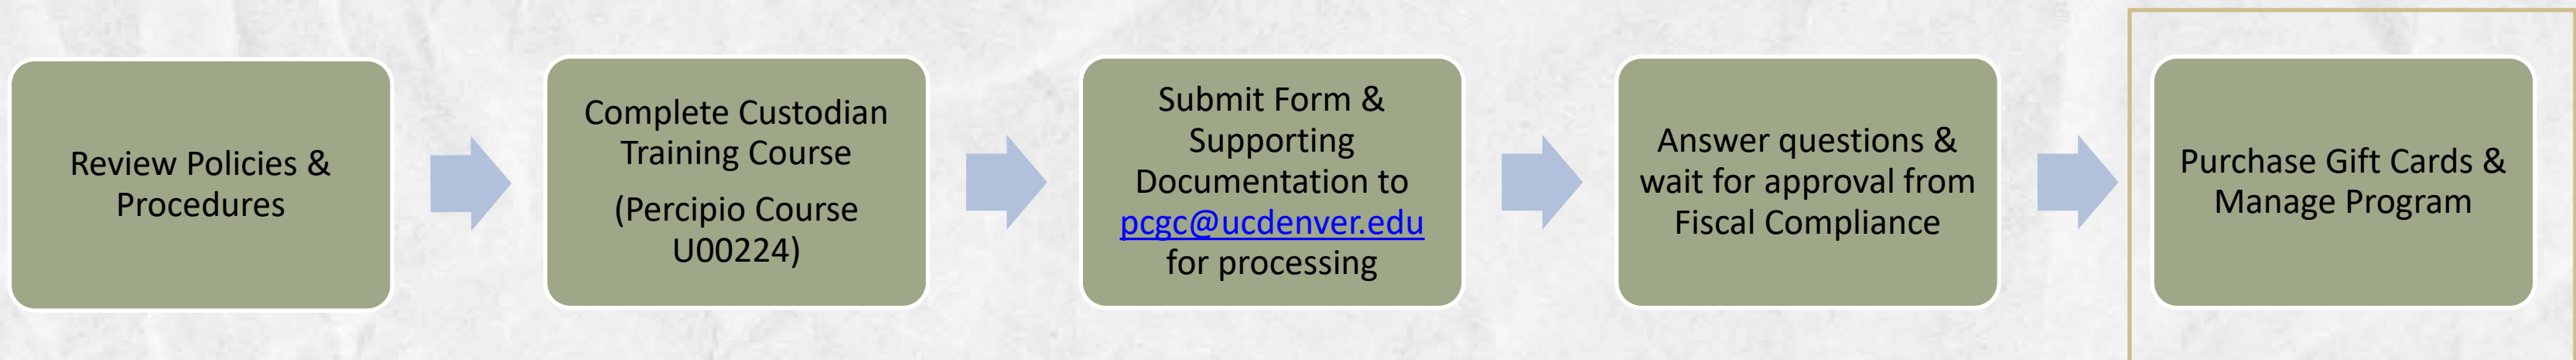 Review Policies &
Procedures
Complete Custodian
Training Course
(Percipio Course
U00224)
Submit Form &
Supporting
Documentation to
pcgc@ucdenver.edu
for processing
Answer questions &
wait for approval from
Fiscal Compliance
Purchase Gift Cards &
Manage Program